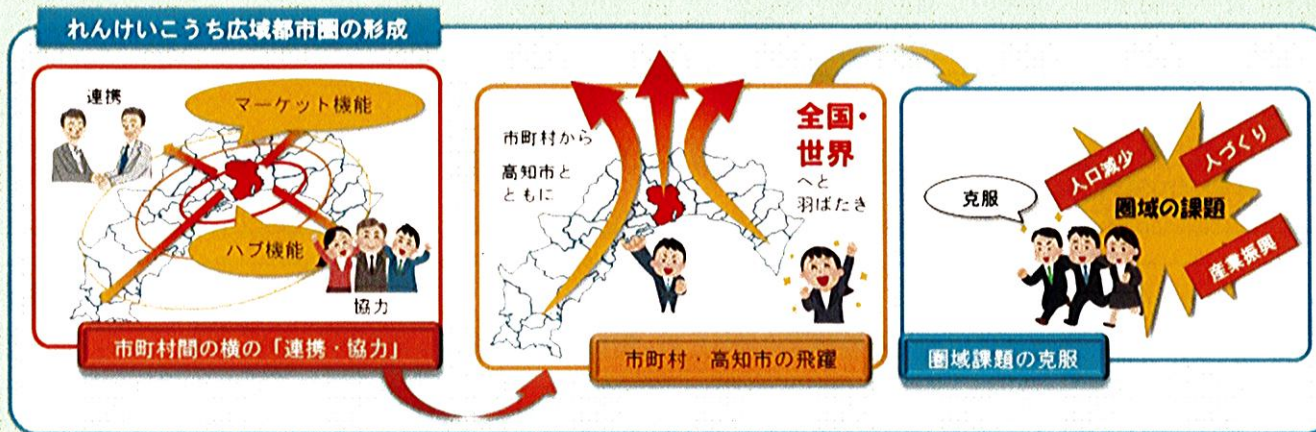 れんけいこうち広域都市圏の形成
連携
マーケット機能
ハブ機能
協力
市町村間の横の「連携・協力」
市町村から
高知市と
ともに
全国・
世界
へと
羽ばたき
市町村・高知市の飛躍
克服
人口減少
人づくり
圏域の課題
産業振興
圏域課題の克服